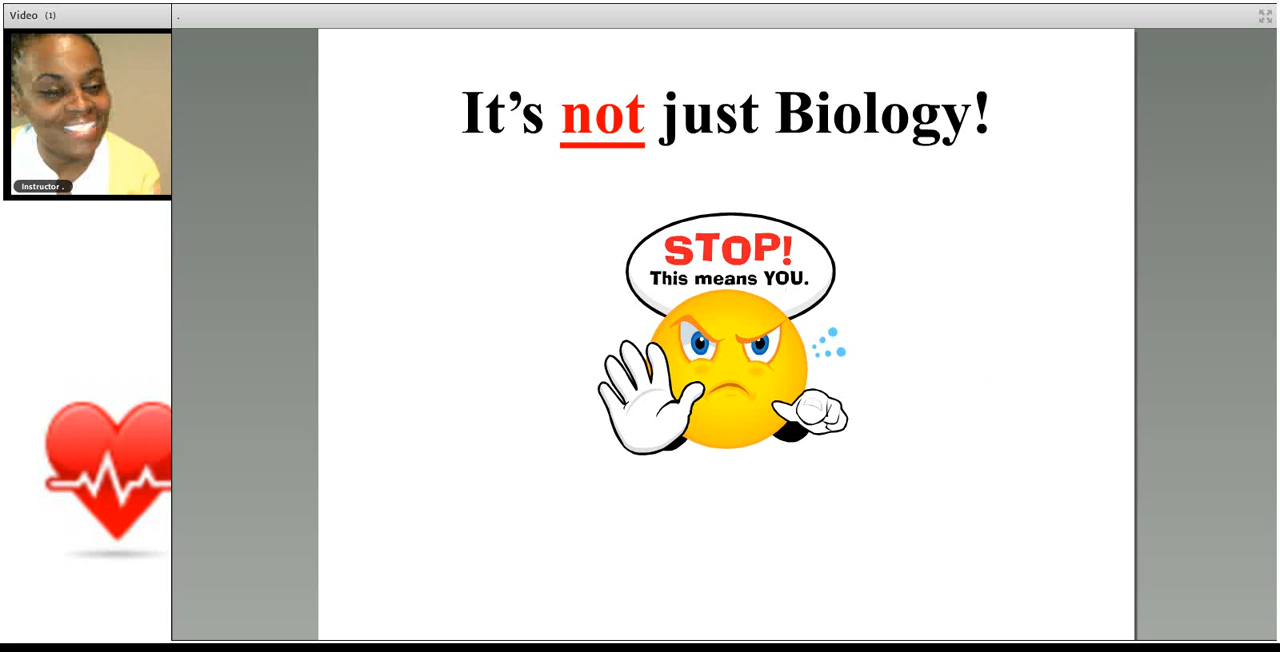 Video (1)
.
Instructor .
It's not just Biology!
STOP!
This means YOU.